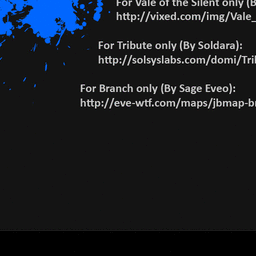 For Vale of the Silent only (B
http://vixed.com/img/Vale_
For Tribute only (By Soldara):
http://solsyslabs.com/domi/Tri
For Branch only (By Sage Eveo):
http://eve-wtf.com/maps/jbmap-b